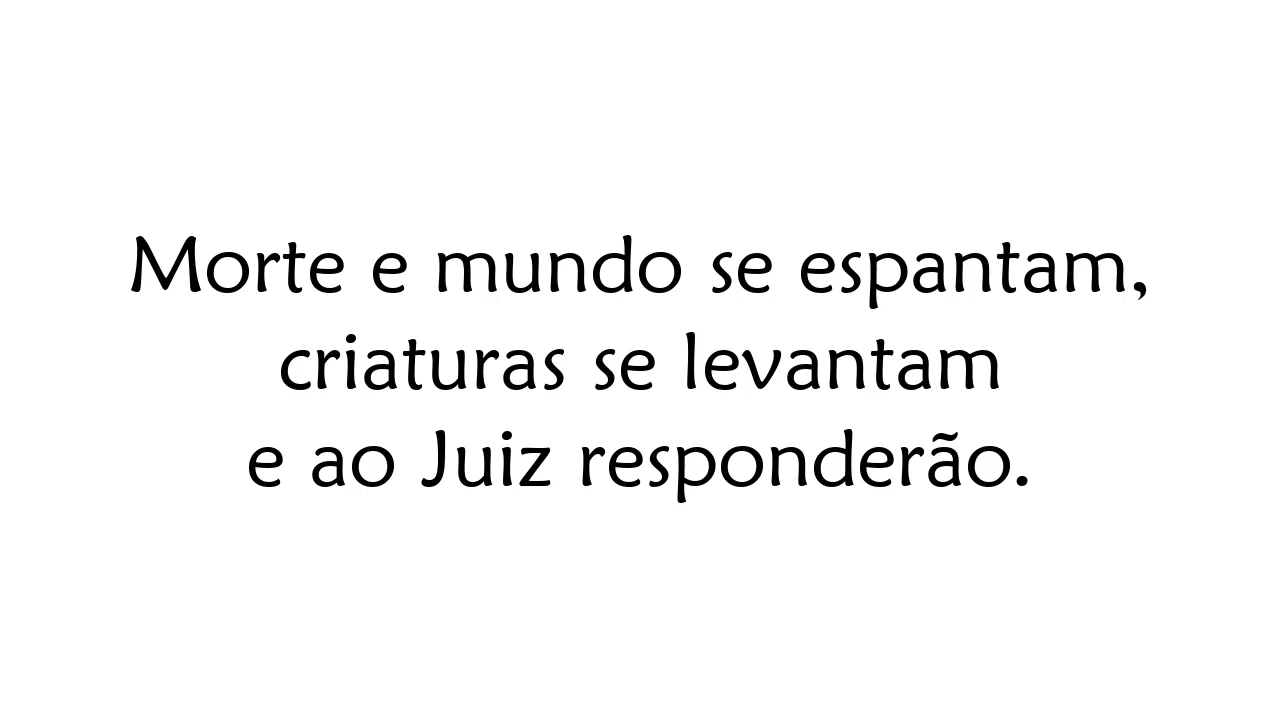 Morte e mundo se espantam,
criaturas se levantam
e ao Juiz responderão.